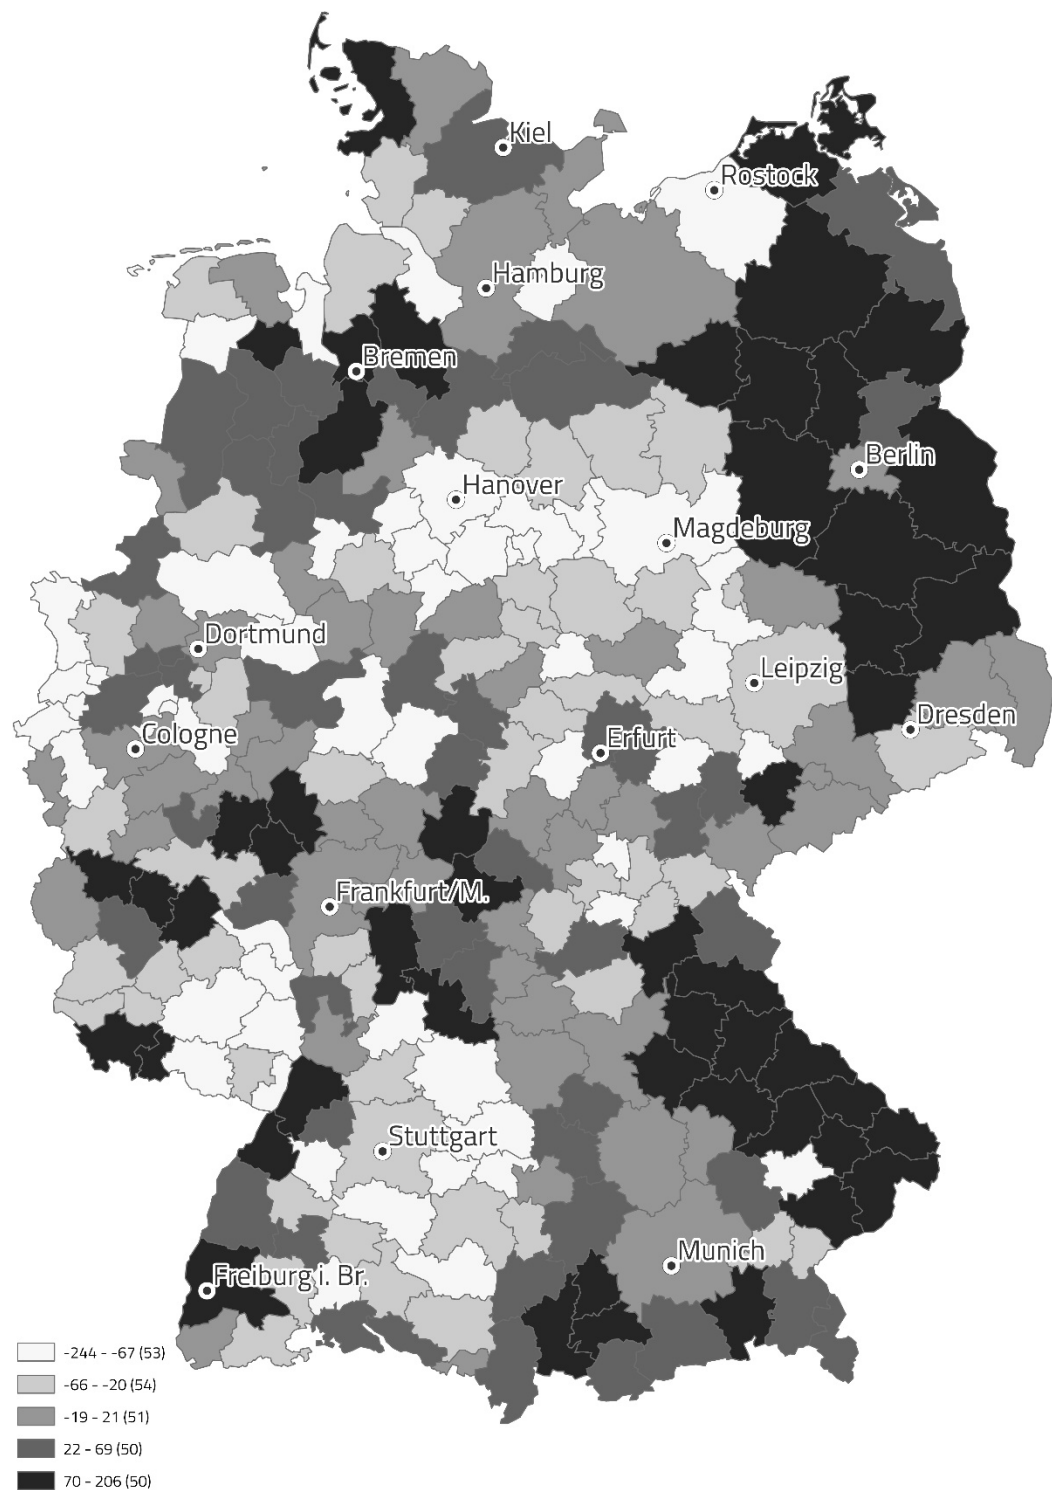 Kiel
Rostock
Hamburg
Bremen
Berlin
Hanover
Magdeburg
Dortmund
Leipzig
Dresden
Cologne
Erfurt
Frankfurt/M.
Stuttgart
Munich
Freiburg i. Br.
-244 - -67 (53)
-66 - -20 (54)
-19 - 21 (51)
22 - 69 (50)
70 - 206 (50)